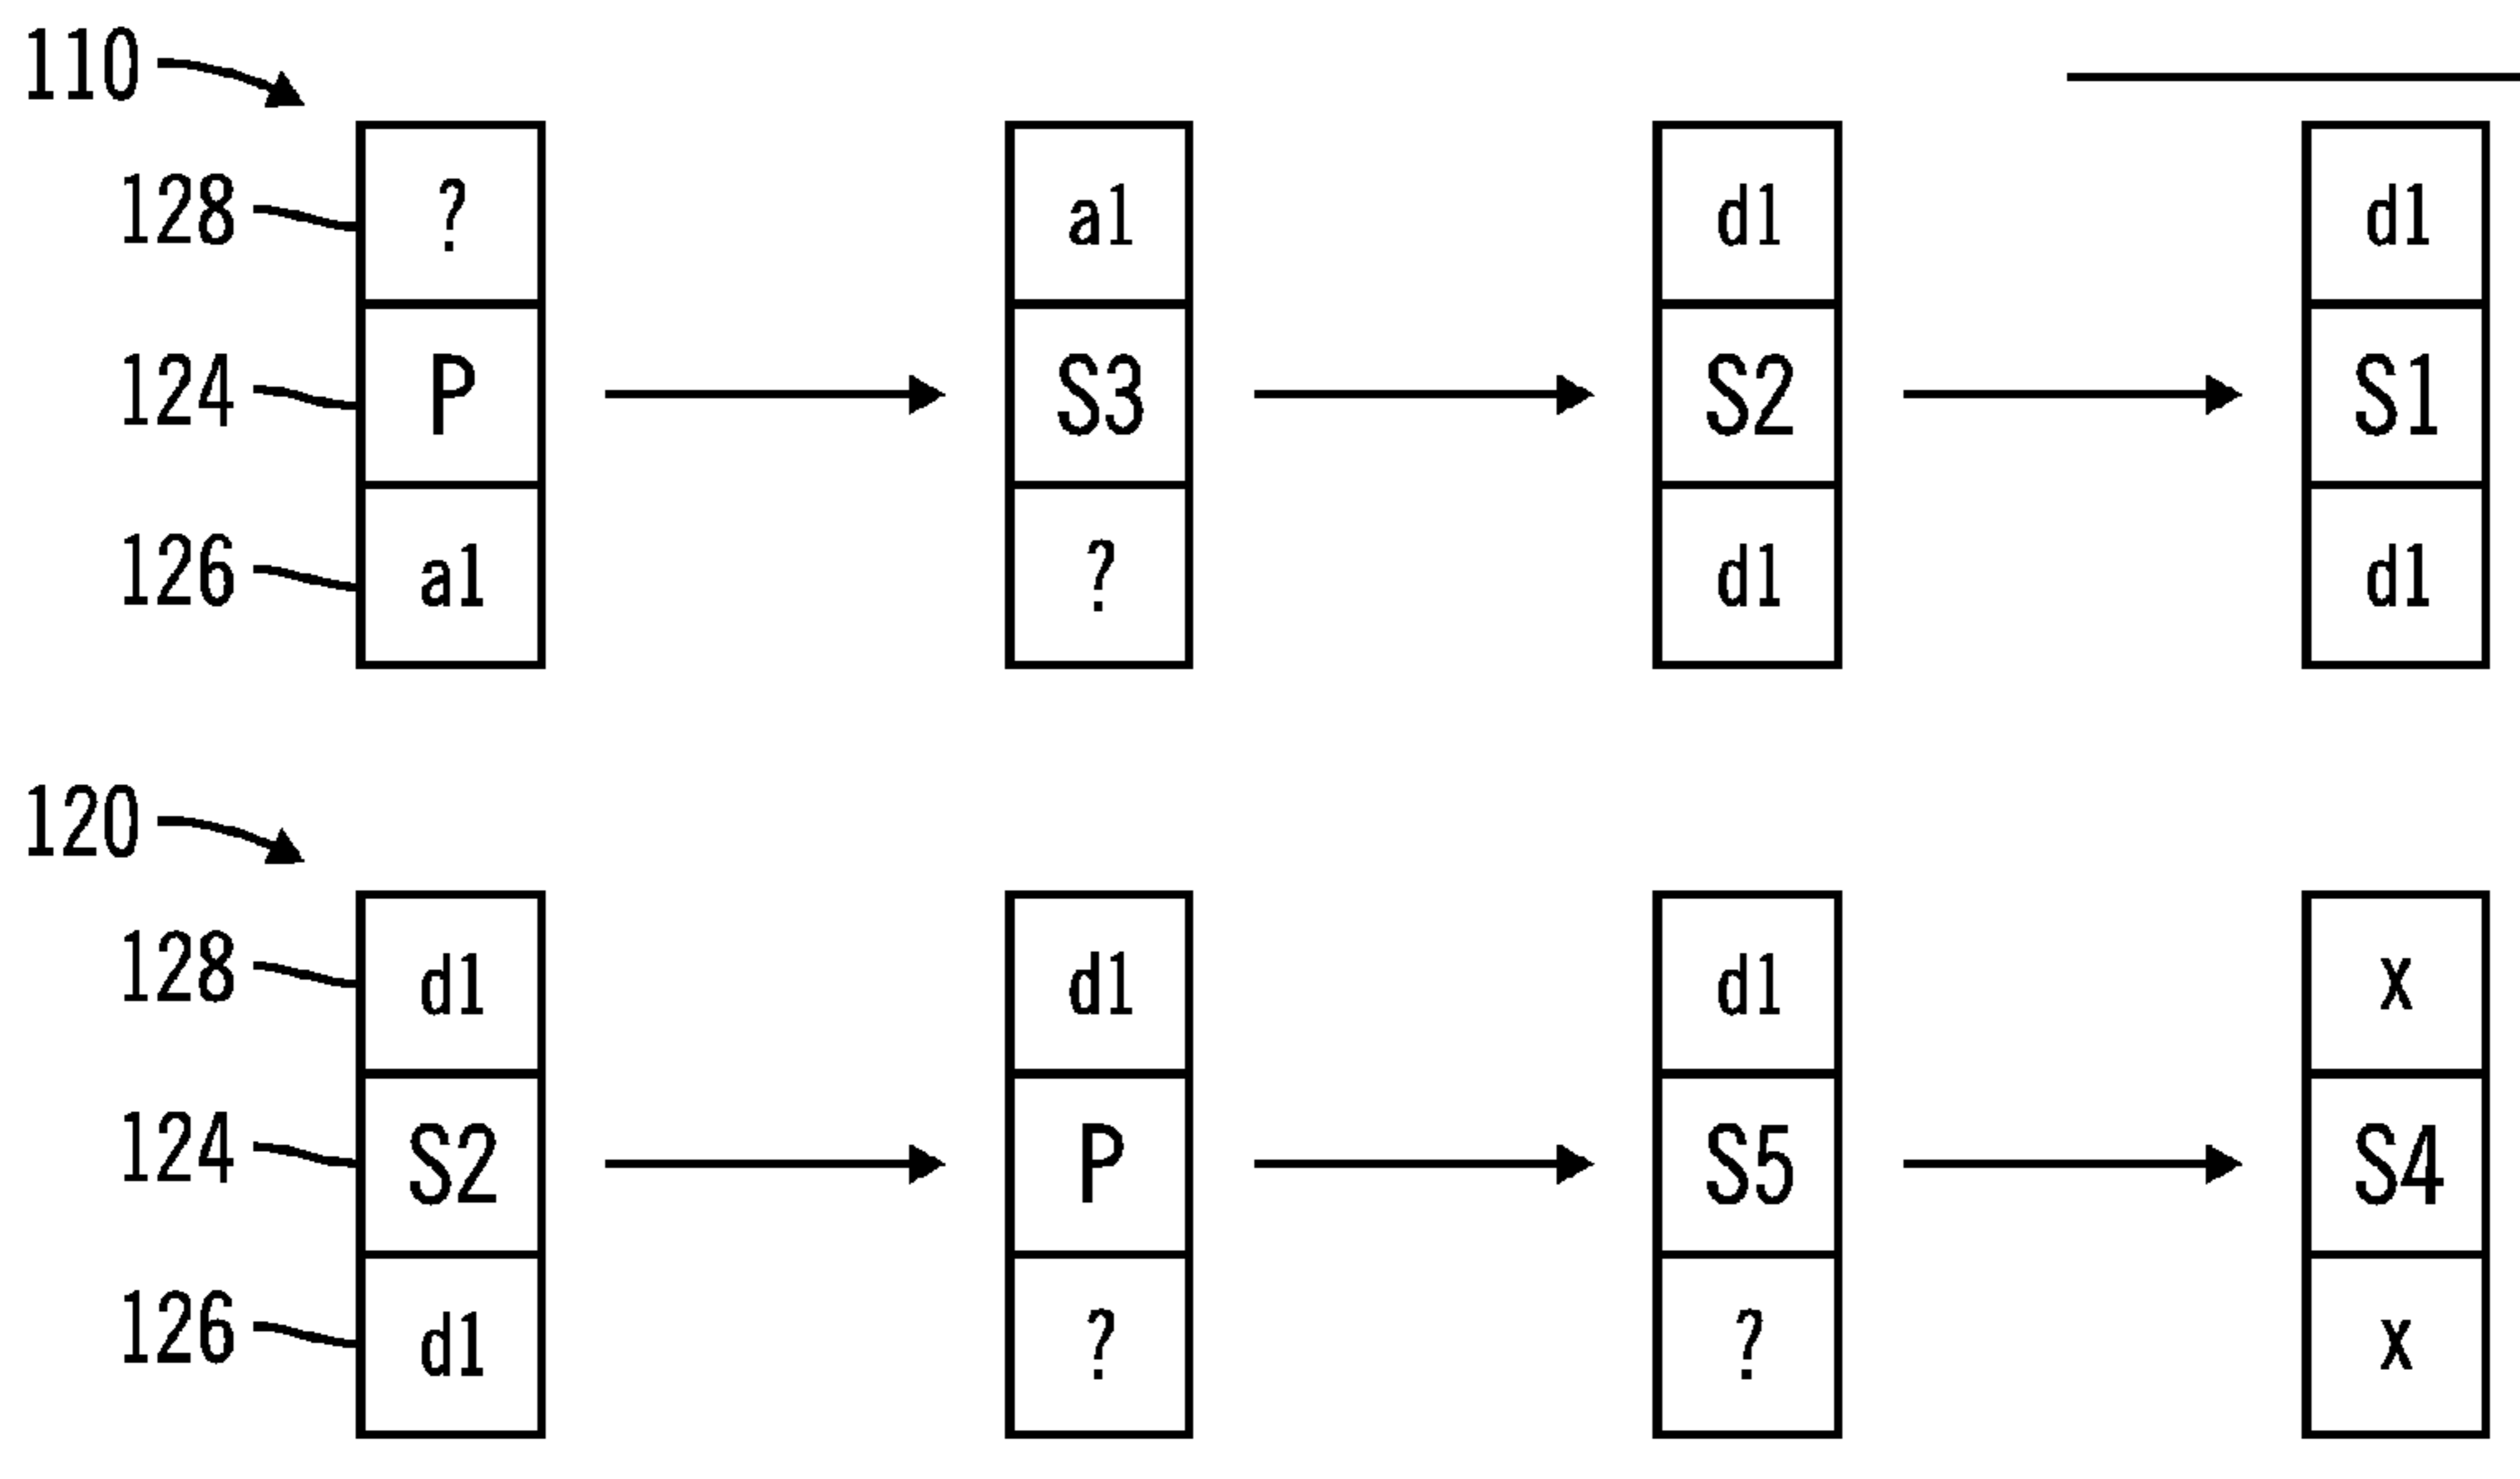 110
128 ? a1 d1 d1
124 P S3 S2 S1
126 a1 ? d1 d1
120
128 d1 d1 d1 x
124 S2 P S5 S4
126 d1 ? ? x